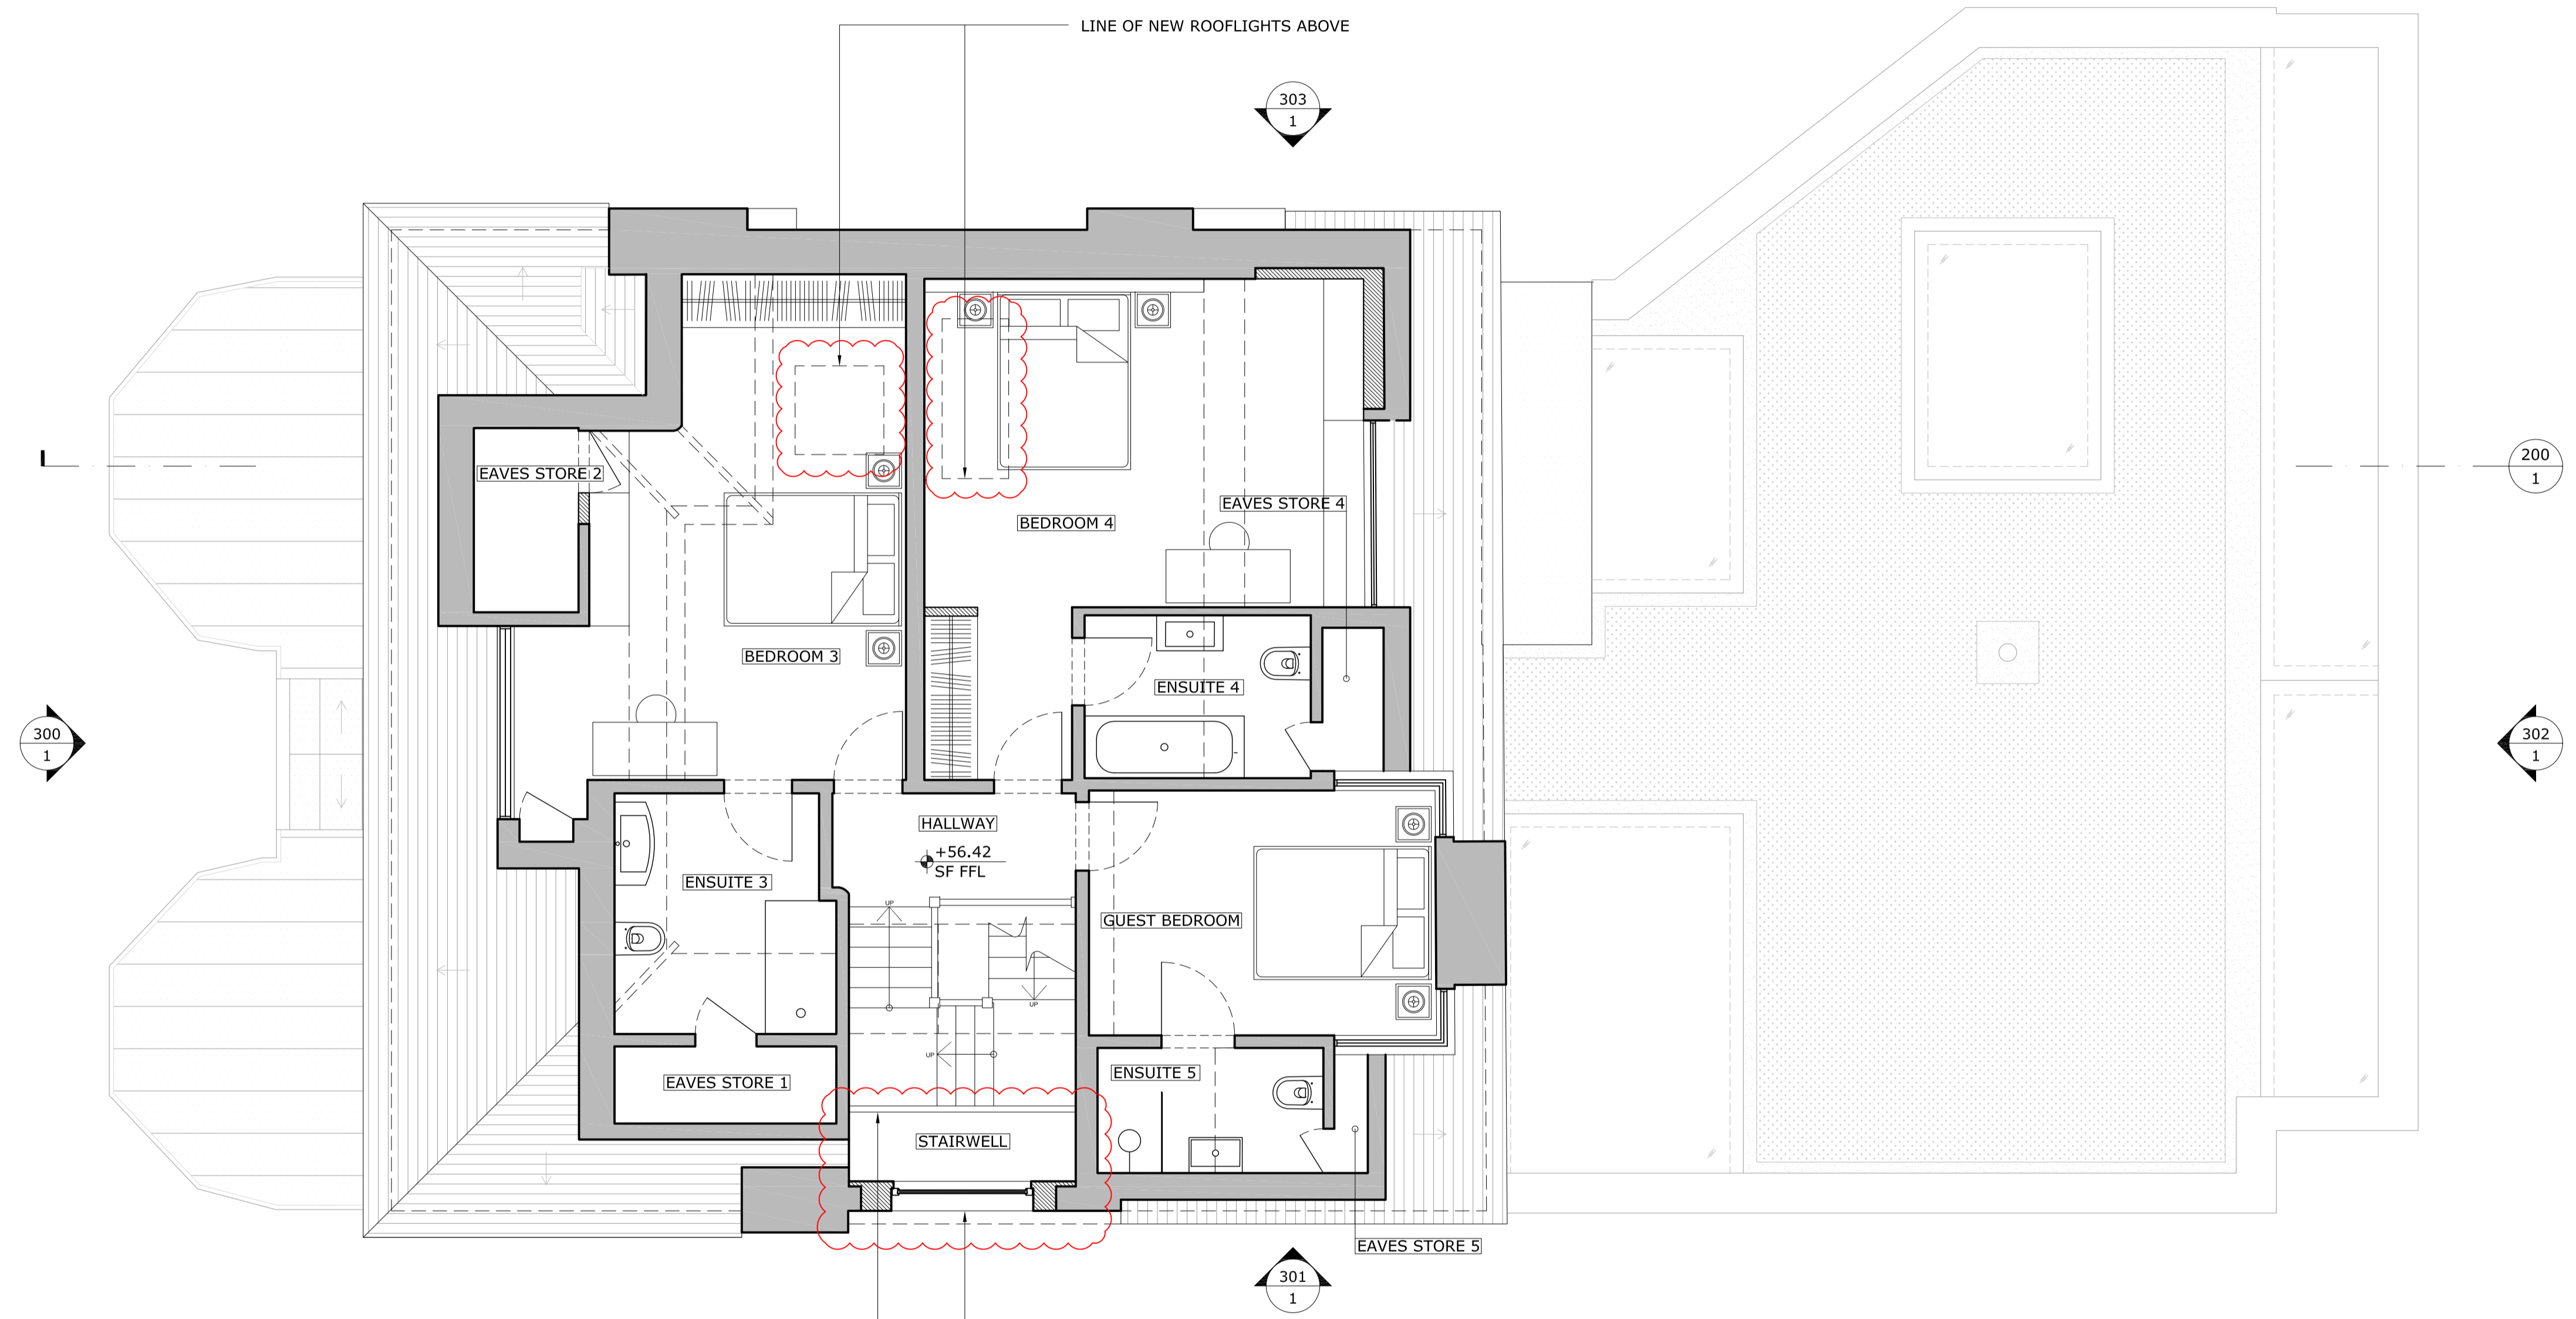 LINE OF NEW ROOFLIGHTS ABOVE
303
1
200
1
EAVES STORE 2
EAVES STORE 4
BEDROOM 4
BEDROOM 3
ENSUITE 4
300
1
302
1
HALLWAY
+56.42
SF FFL
ENSUITE 3
UP
GUEST BEDROOM
UP
UP
ENSUITE 5
EAVES STORE 1
STAIRWELL
EAVES STORE 5
301
1